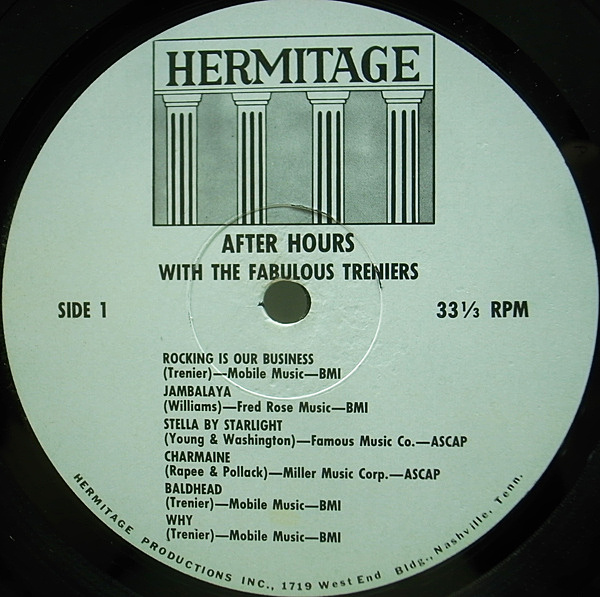 HERMITAGE
AFTER HOURS
WITH THE FABULOUS TRENIERS
SIDE 1
33⅓ RPM
ROCKING IS OUR BUSINESS
(Trenier)—Mobile Music—BMI
JAMBALAYA
(Williams)—Fred Rose Music—BMI
STELLA BY STARLIGHT
(Young & Washington)—Famous Music Co.—ASCAP
CHARMAINE
(Rapee & Pollack)—Miller Music Corp.—ASCAP
BALDHEAD
(Trenier)—Mobile Music—BMI
WHY
(Trenier)—Mobile Music—BMI
HERMITAGE PRODUCTIONS INC., 1719 West End Bldg., Nashville, Tenn.